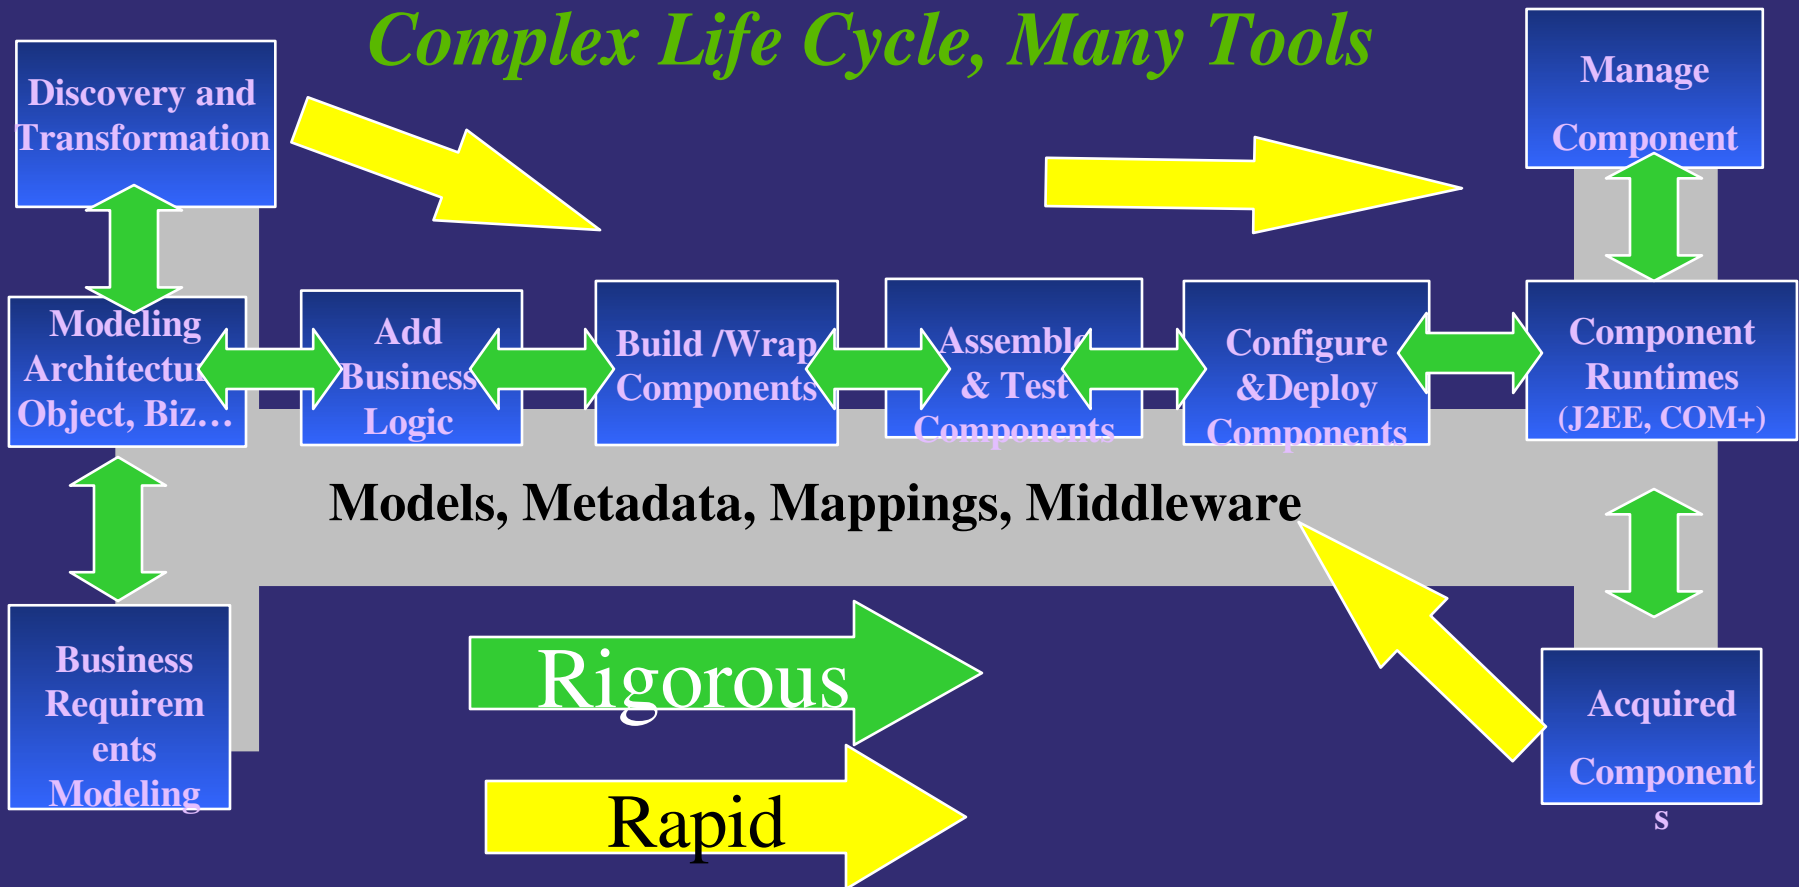 Complex Life Cycle, Many Tools
Discovery and
Transformation
Manage
Component
Modeling
Architectur
Object, Biz…
Add
Business
Logic
Build /Wrap
Components
Assemble
& Test
Components
Configure
&Deploy
Components
Component
Runtimes
(J2EE, COM+)
Models, Metadata, Mappings, Middleware
Business
Requirem
ents
Modeling
Rigorous
Rapid
Acquired
Component
s